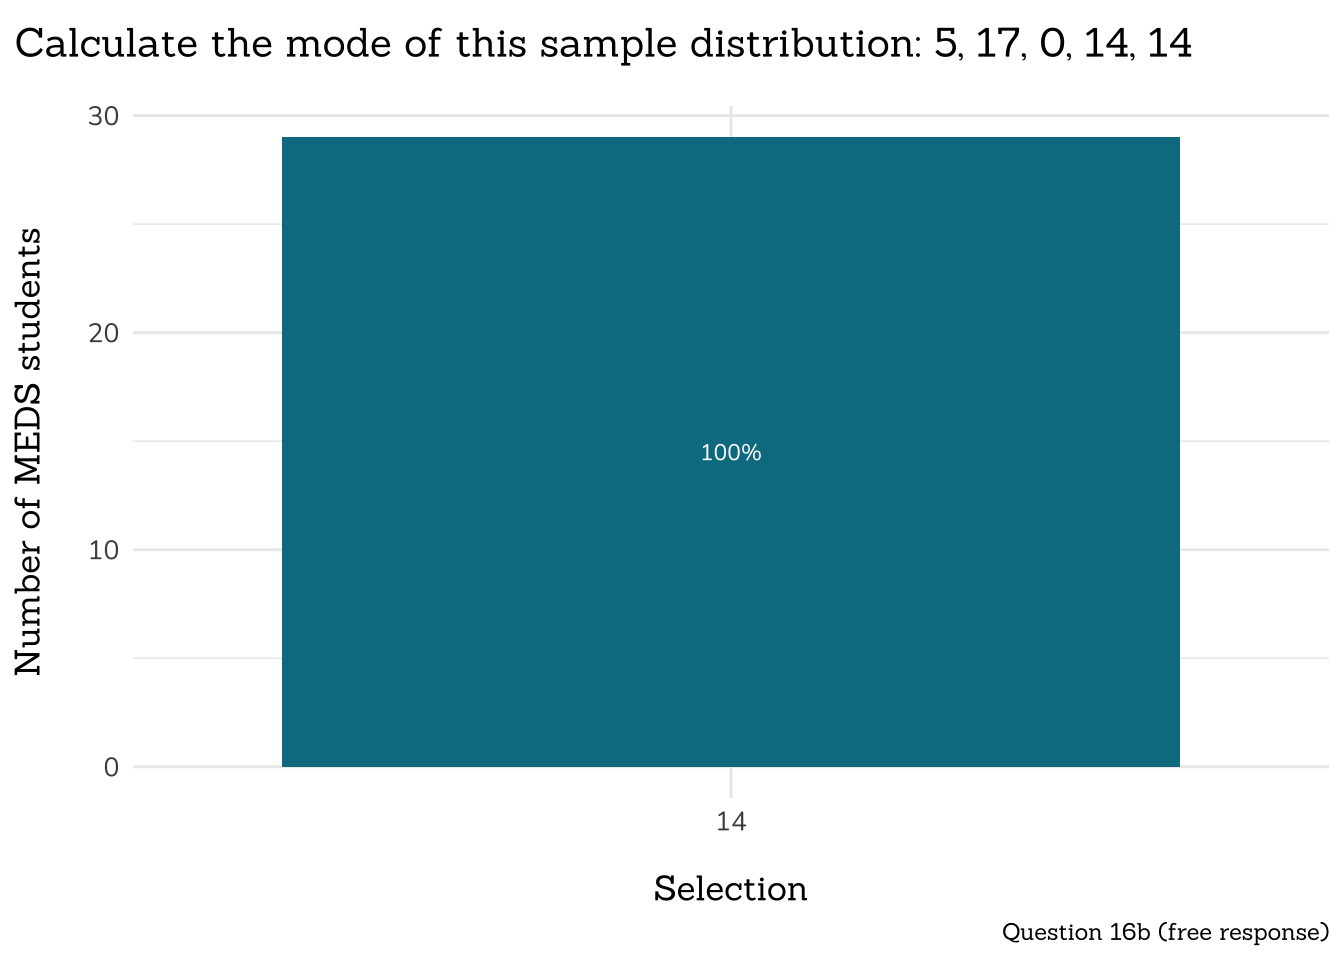 Calculate the mode of this sample distribution: 5, 17, 0, 14, 14
30
20
10
0
Number of MEDS students
100%
14
Selection
Question 16b (free response)